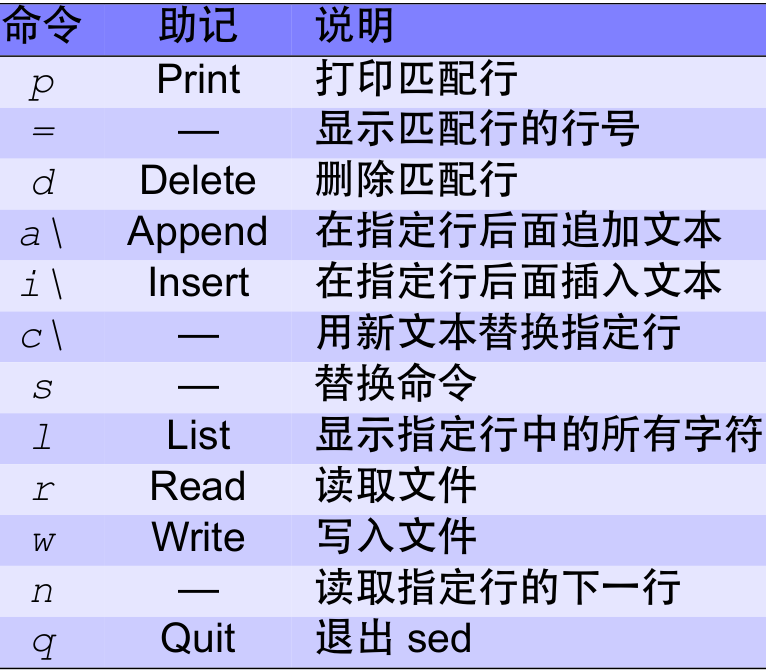 命令 助记 说明
p Print 打印匹配行
= — 显示匹配行的行号
d Delete 删除匹配行
a\ Append 在指定行后面追加文本
i\ Insert 在指定行后面插入文本
c\ — 用新文本替换指定行
s — 替换命令
l List 显示指定行中的所有字符
r Read 读取文件
w Write 写入文件
n — 读取指定行的下一行
q Quit 退出 sed